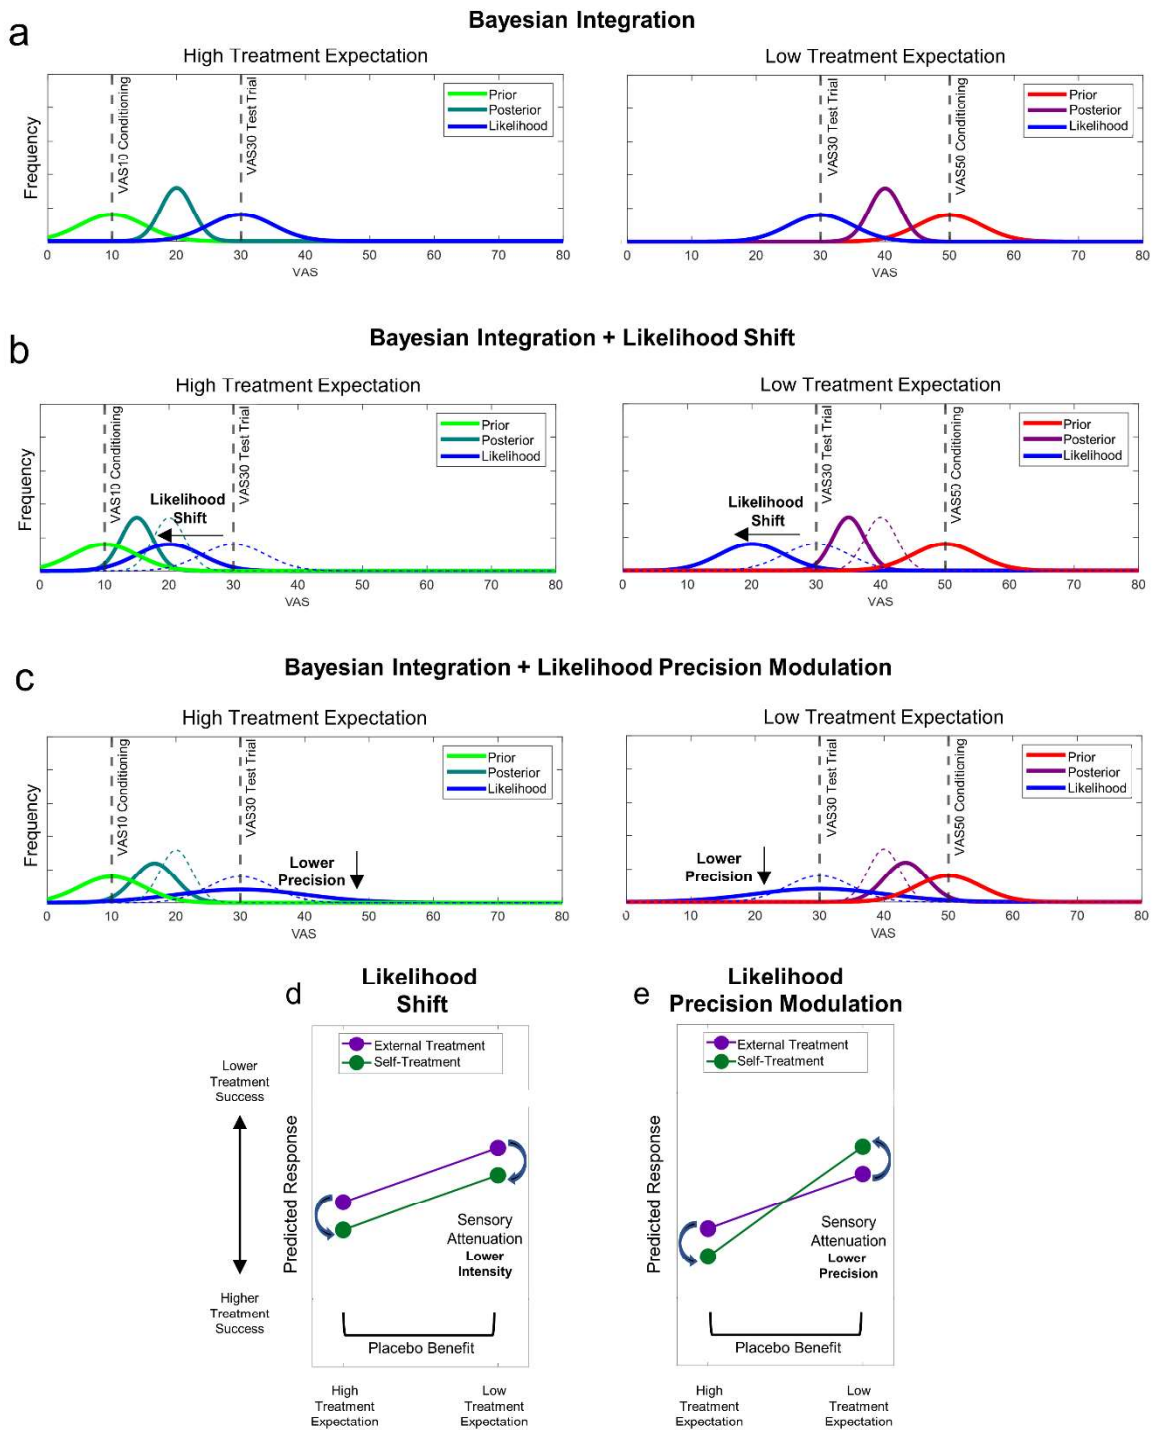 a
Bayesian Integration
High Treatment Expectation
Low Treatment Expectation
Frequency
VAS10 Conditioning
VAS30 Test Trial
Prior
Posterior
Likelihood
0 10 20 30 40 50 60 70 80
VAS
VAS30 Test Trial
VAS50 Conditioning
Prior
Posterior
Likelihood
0 10 20 30 40 50 60 70 80
VAS
b
Bayesian Integration + Likelihood Shift
High Treatment Expectation
Low Treatment Expectation
Frequency
VAS10 Conditioning
VAS30 Test Trial
Prior
Posterior
Likelihood
Likelihood
Shift
0 10 20 30 40 50 60 70 80
VAS
VAS30 Test Trial
VAS50 Conditioning
Prior
Posterior
Likelihood
Likelihood
Shift
0 10 20 30 40 50 60 70 80
VAS
c
Bayesian Integration + Likelihood Precision Modulation
High Treatment Expectation
Low Treatment Expectation
Frequency
VAS10 Conditioning
VAS30 Test Trial
Prior
Posterior
Likelihood
Lower
Precision
0 10 20 30 40 50 60 70 80
VAS
VAS30 Test Trial
VAS50 Conditioning
Prior
Posterior
Likelihood
Lower
Precision
0 10 20 30 40 50 60 70 80
VAS
d
Likelihood
Shift
External Treatment
Self-Treatment
Lower
Treatment
Success
Higher
Treatment
Success
Predicted Response
Sensory
Attenuation
Lower
Intensity
Placebo Benefit
High
Treatment
Expectation
Low
Treatment
Expectation
e
Likelihood
Precision Modulation
External Treatment
Self-Treatment
Predicted Response
Sensory
Attenuation
Lower
Precision
Placebo Benefit
High
Treatment
Expectation
Low
Treatment
Expectation